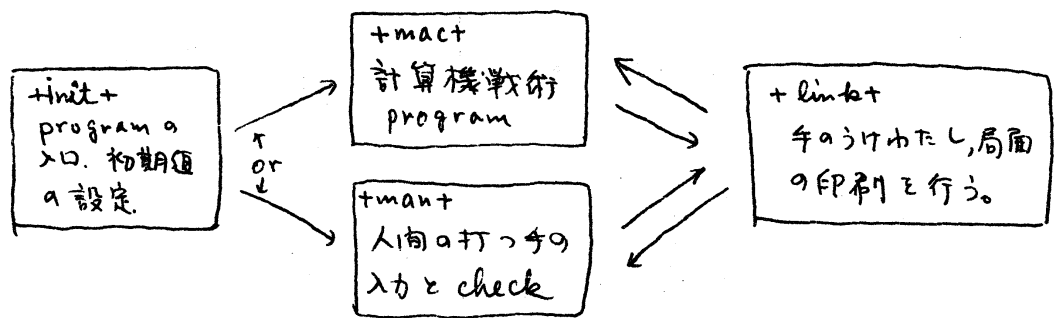 +init+
programの
入口、初期値
の設定.
or
+mac+
計算機戦術
program
+man+
人間の打つ手の
入力とcheck
+link+
手のうけわたし,局面
の印刷を行う。